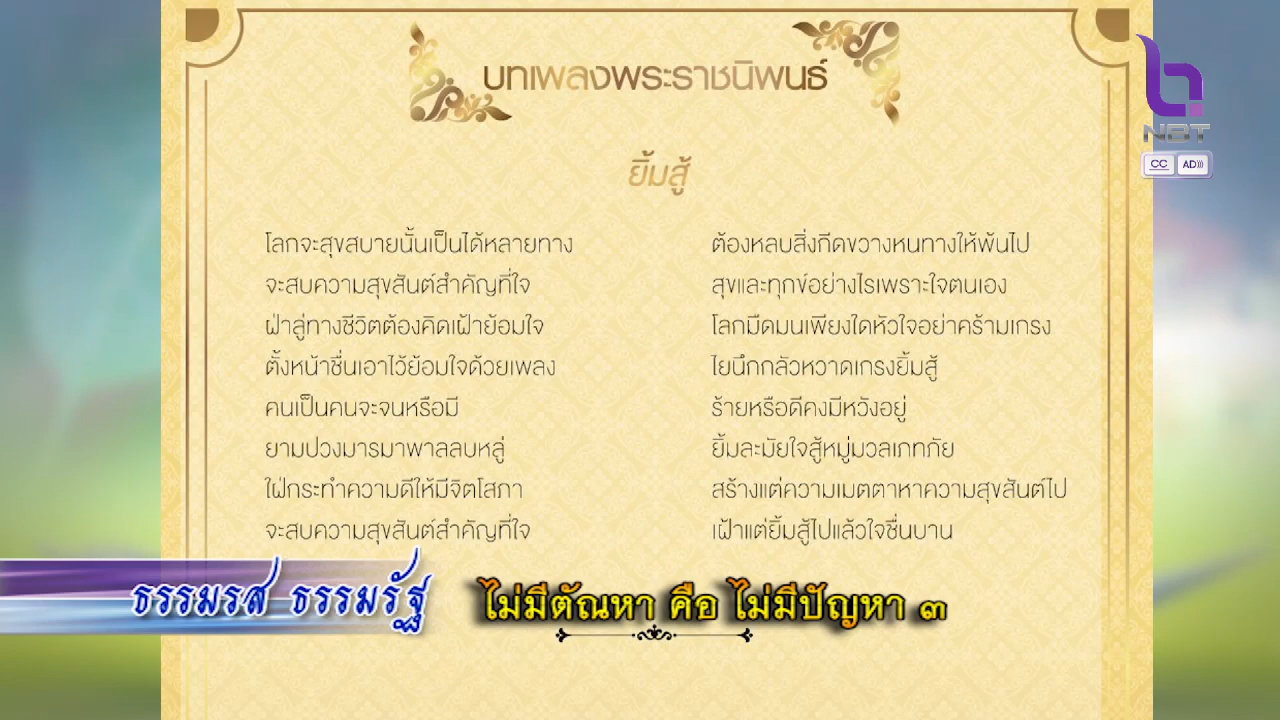 บทเพลงพระราชนิพนธ์
NBT
CC AD
ยิ้มสู้
โลกจะสุขสบายนั้นเป็นได้หลายทาง ต้องหลบสิ่งกีดขวางหนทางให้พ้นไป
จะสบความสุขสันต์สำคัญที่ใจ สุขและทุกข์อย่างไรเพราะใจตนเอง
ฝ่าลู่ทางชีวิตต้องคิดเฝ้าย้อมใจ โลกมืดมนเพียงใดหัวใจอย่าคร้ามเกรง
ตั้งหน้าชื่นเอาไว้ย้อมใจด้วยเพลง ไยนึกกลัวหวาดเกรงยิ้มสู้
คนเป็นคนจะจนหรือมี ร้ายหรือดีคงมีหวังอยู่
ยามปวงมารมาพาลลบหลู่ ยิ้มละมัยใจสู้หมู่มวลเภทภัย
ใฝ่กระทำความดีให้มีจิตโสภา สร้างแต่ความเมตตาหาความสุขสันต์ไป
จะสบความสุขสันต์สำคัญที่ใจ เฝ้าแต่ยิ้มสู้ไปแล้วใจชื่นบาน
ธรรมรส ธรรมรัฐ ไม่มีตัณหา คือ ไม่มีปัญหา ๓